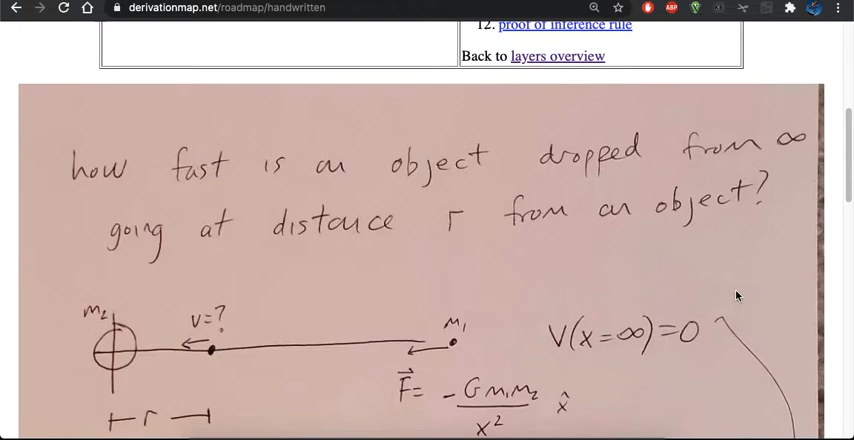 derivationmap.net/roadmap/handwritten
ABP
12. proof of inference rule
Back to layers overview
how fast is an object dropped from ∞
going at distance r from an object?
m₂
v=?
m₁
V(x=∞)=0
F⃗= -Gm₁m₂/x² x̂
r